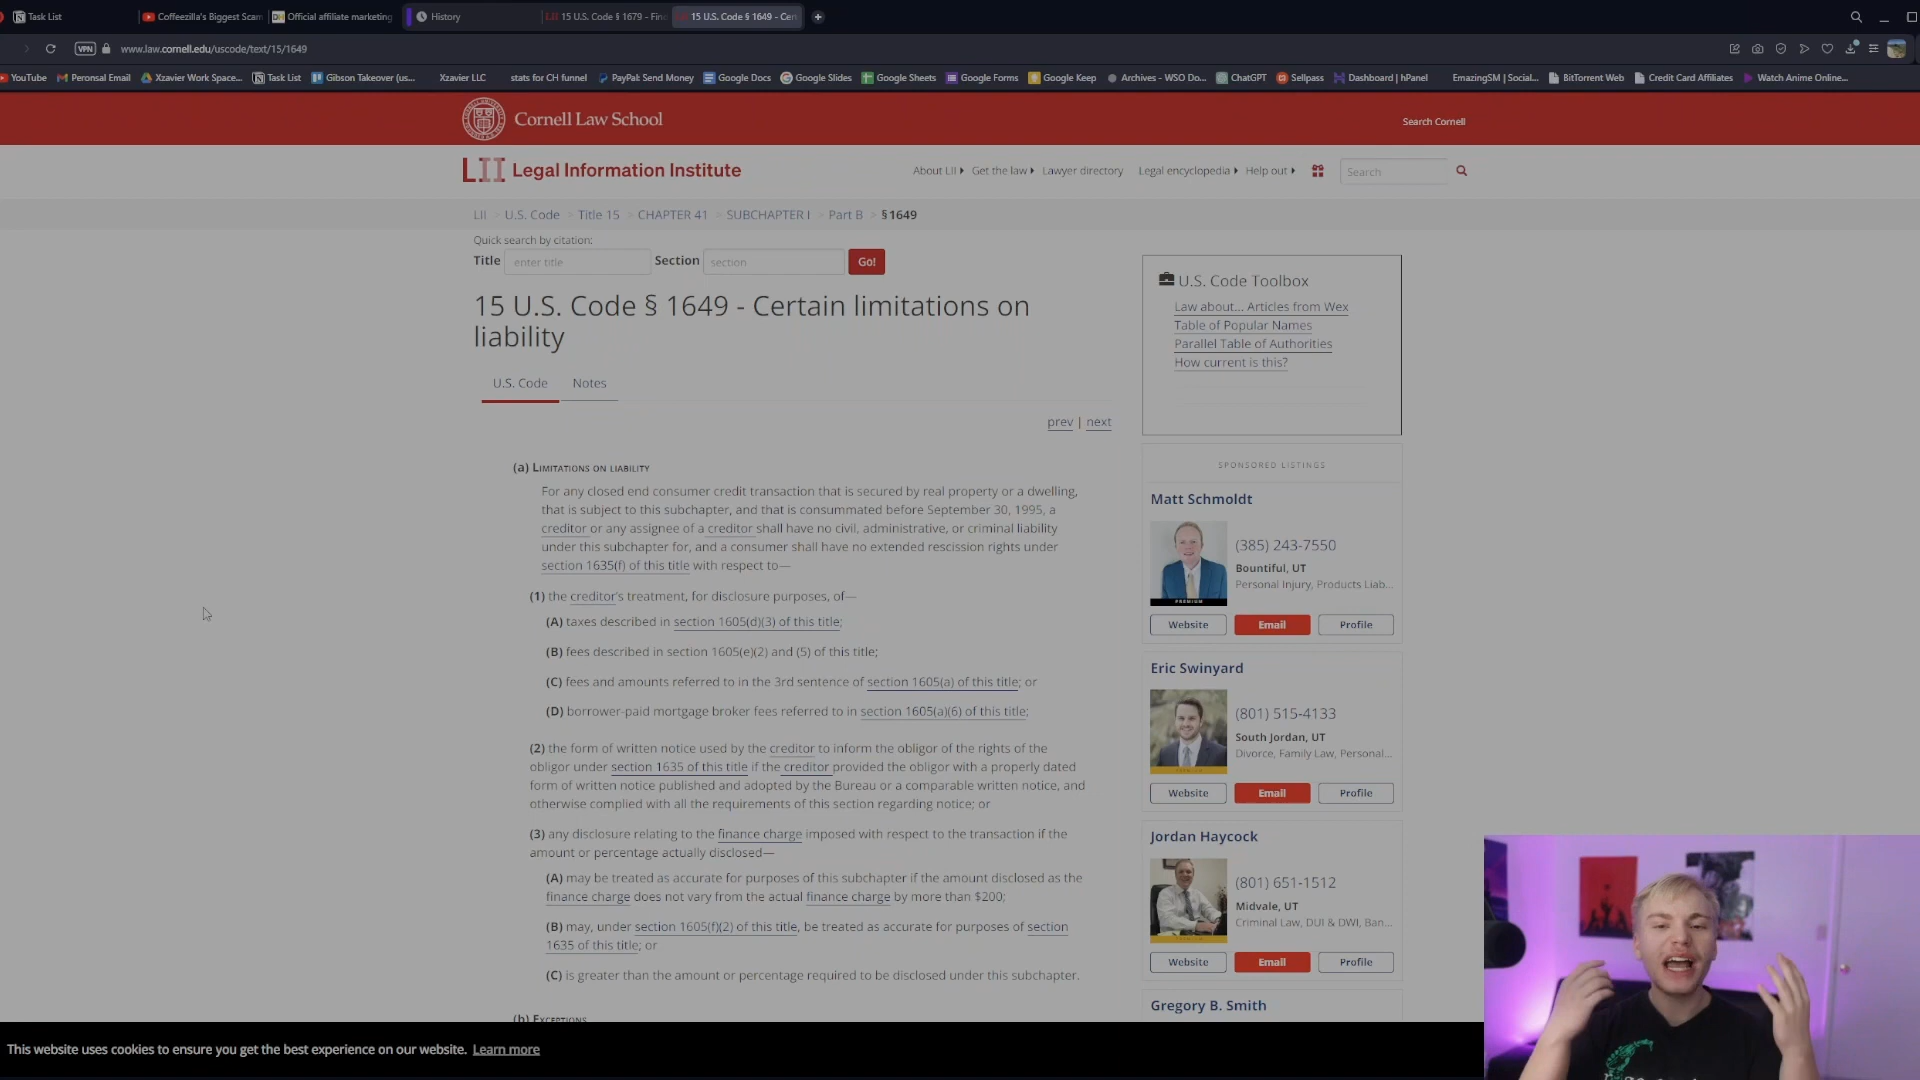 Task List
Coffeezilla's Biggest Scam
Official affiliate marketing
History
15 U.S. Code § 1679 - Fin
15 U.S. Code § 1649 - Cert
VPN
www.law.cornell.edu/uscode/text/15/1649
YouTube
Peronsal Email
Xzavier Work Space...
Task List
Gibson Takeover (us...
Xzavier LLC
stats for CH funnel
PayPal: Send Money
Google Docs
Google Slides
Google Sheets
Google Forms
Google Keep
Archives - WSO Do...
ChatGPT
Sellpass
Dashboard | hPanel
EmazingSM | Social...
BitTorrent Web
Credit Card Affiliates
Watch Anime Online...
Cornell Law School
Search Cornell
LII Legal Information Institute
About LII
Get the law
Lawyer directory
Legal encyclopedia
Help out
Search
LII > U.S. Code > Title 15 > CHAPTER 41 > SUBCHAPTER I > Part B > § 1649
Quick search by citation:
Title enter title Section section Go!
15 U.S. Code § 1649 - Certain limitations on
liability
U.S. Code Notes
prev | next
(a) Limitations on liability
For any closed end consumer credit transaction that is secured by real property or a dwelling,
that is subject to this subchapter, and that is consummated before September 30, 1995, a
creditor or any assignee of a creditor shall have no civil, administrative, or criminal liability
under this subchapter for, and a consumer shall have no extended rescission rights under
section 1635(f) of this title with respect to—
(1) the creditor's treatment, for disclosure purposes, of—
(A) taxes described in section 1605(d)(3) of this title;
(B) fees described in section 1605(e)(2) and (5) of this title;
(C) fees and amounts referred to in the 3rd sentence of section 1605(a) of this title; or
(D) borrower-paid mortgage broker fees referred to in section 1605(a)(6) of this title;
(2) the form of written notice used by the creditor to inform the obligor of the rights of the
obligor under section 1635 of this title if the creditor provided the obligor with a properly dated
form of written notice published and adopted by the Bureau or a comparable written notice, and
otherwise complied with all the requirements of this section regarding notice; or
(3) any disclosure relating to the finance charge imposed with respect to the transaction if the
amount or percentage actually disclosed—
(A) may be treated as accurate for purposes of this subchapter if the amount disclosed as the
finance charge does not vary from the actual finance charge by more than $200;
(B) may, under section 1605(f)(2) of this title, be treated as accurate for purposes of section
1635 of this title; or
(C) is greater than the amount or percentage required to be disclosed under this subchapter.
(b) Exceptions
U.S. Code Toolbox
Law about... Articles from Wex
Table of Popular Names
Parallel Table of Authorities
How current is this?
SPONSORED LISTINGS
Matt Schmoldt
(385) 243-7550
Bountiful, UT
Personal Injury, Products Liab...
PREMIUM
Website Email Profile
Eric Swinyard
(801) 515-4133
South Jordan, UT
Divorce, Family Law, Personal...
Website Email Profile
Jordan Haycock
(801) 651-1512
Midvale, UT
Criminal Law, DUI & DWI, Ban...
Website Email Profile
Gregory B. Smith
This website uses cookies to ensure you get the best experience on our website. Learn more